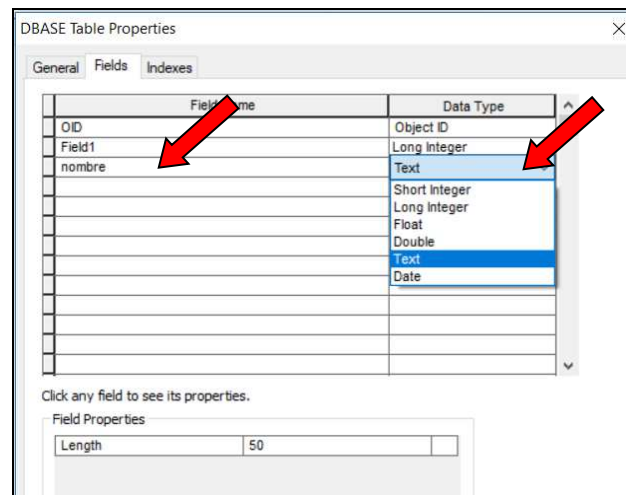 DBASE Table Properties
General Fields Indexes
Data Type
OID Object ID
Field1 Long Integer
nombre Text
Short Integer
Long Integer
Float
Double
Text
Date
Click any field to see its properties.
Field Properties
Length 50